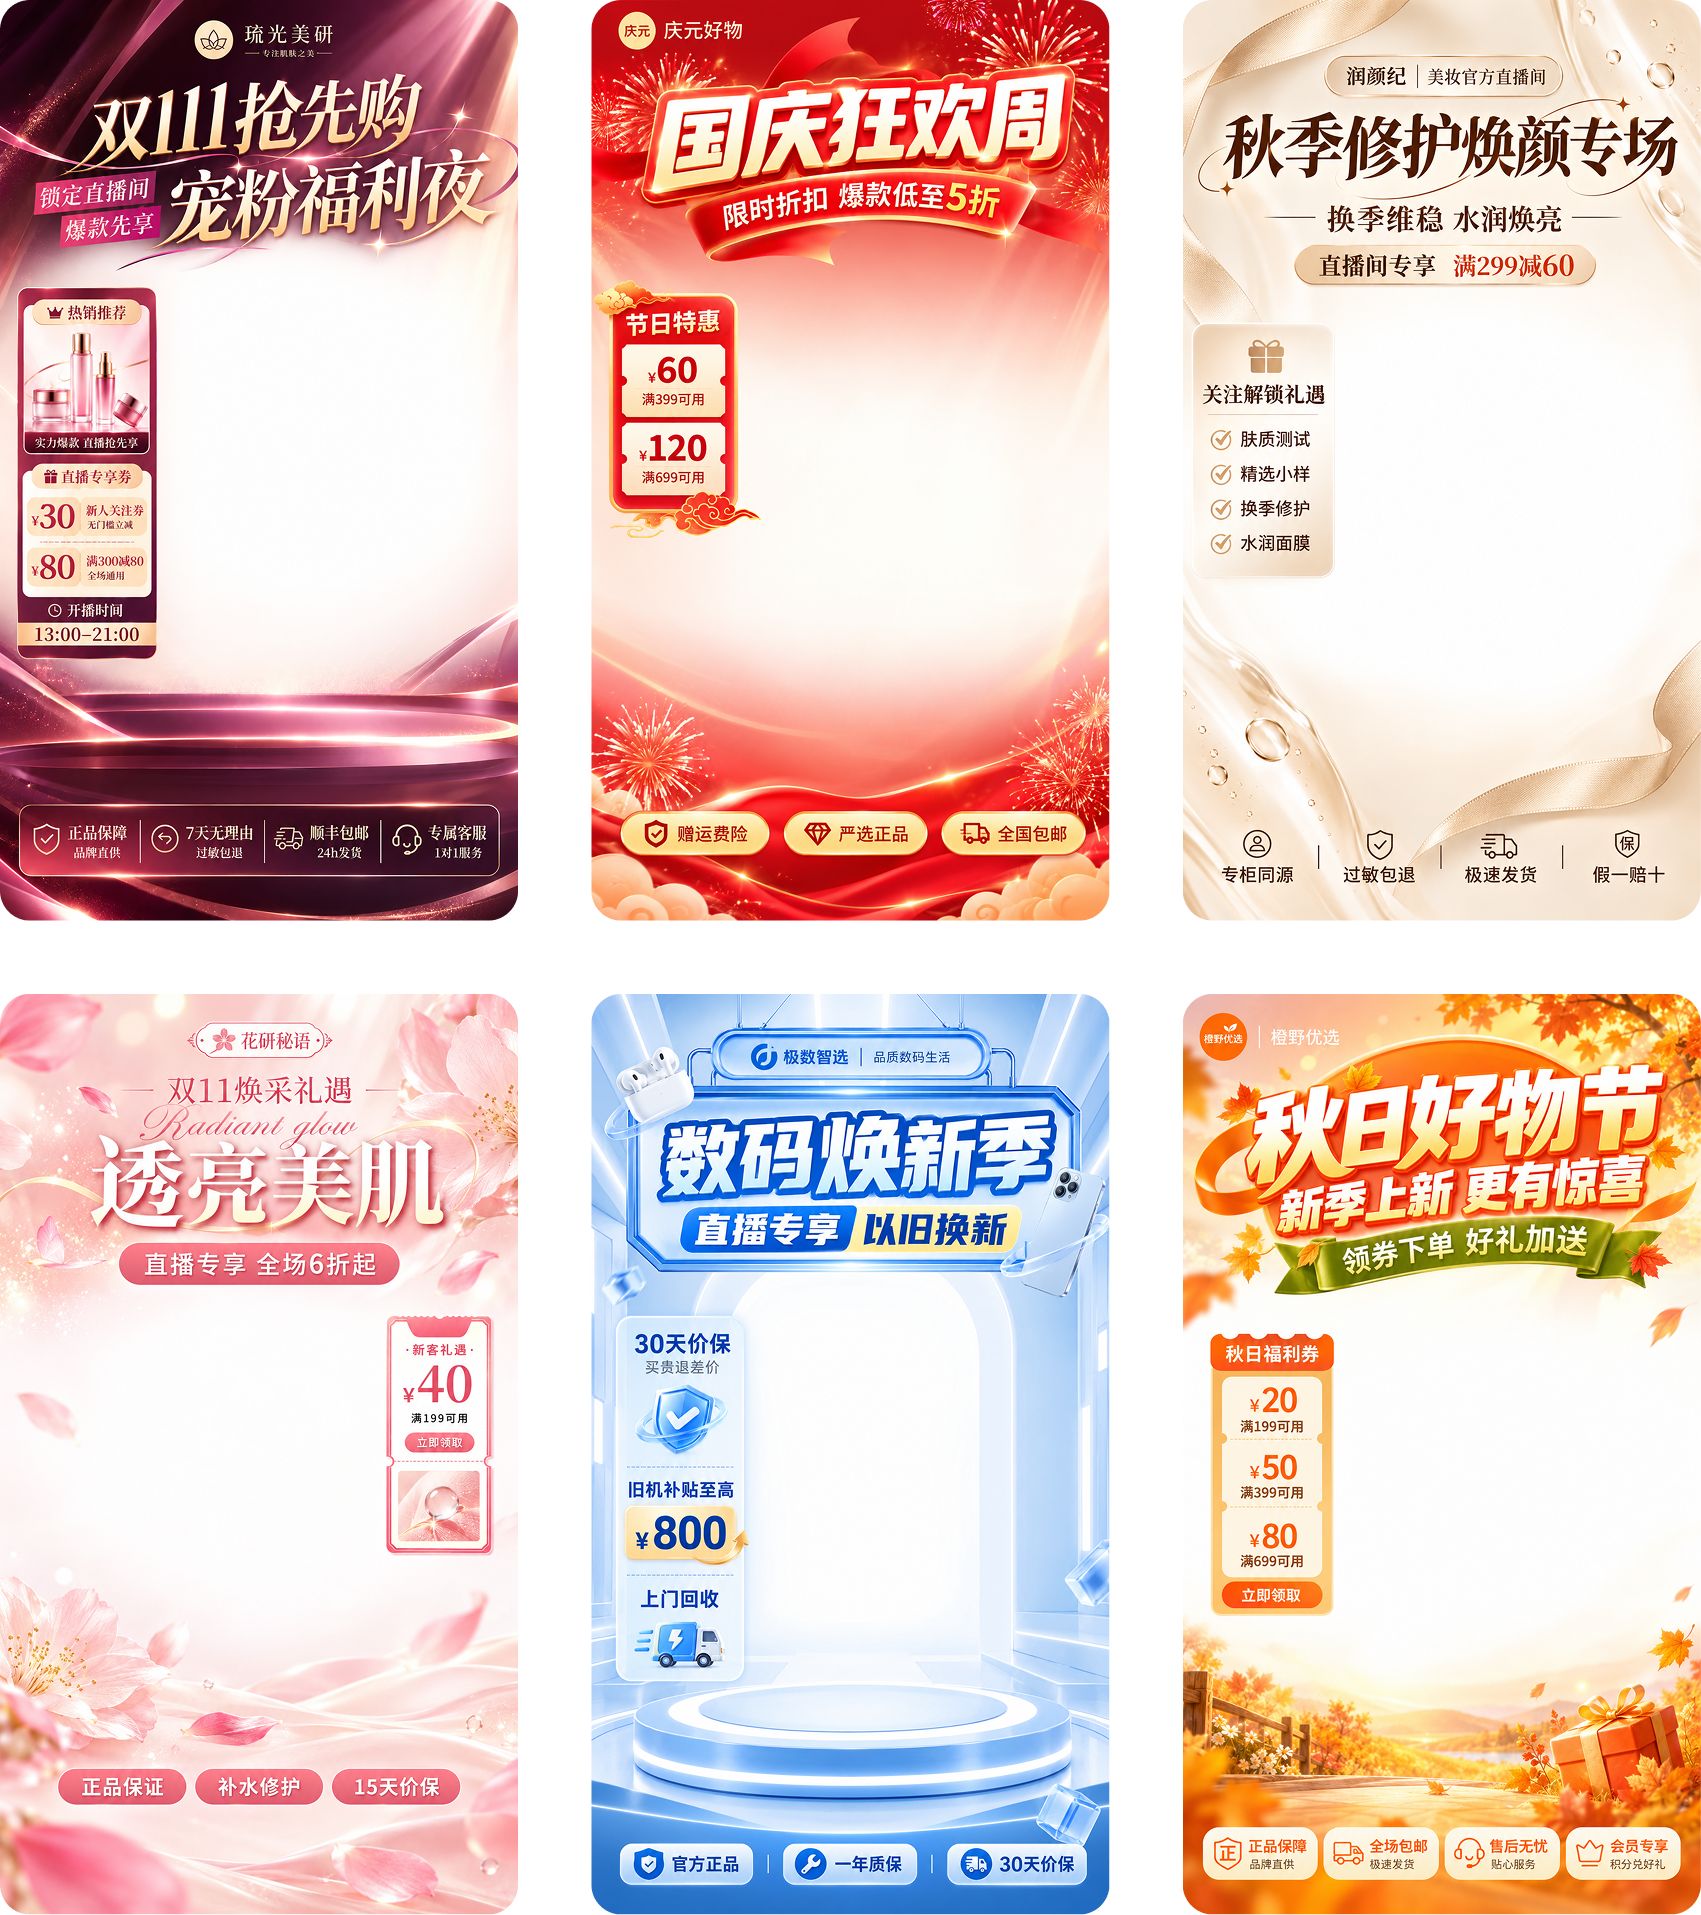 琉光美研
专注肌肤之美
双111抢先购
锁定直播间
爆款先享
宠粉福利夜
热销推荐
实力爆款 直播抢先享
直播专享券
¥30
新人关注券
无门槛立减
¥80
满300减80
全场通用
开播时间
13:00-21:00
正品保障
品牌直供
7天无理由
过敏包退
顺丰包邮
24h发货
专属客服
1对1服务
庆元 庆元好物
国庆狂欢周
限时折扣 爆款低至5折
节日特惠
¥60
满399可用
¥120
满699可用
赠运费险
严选正品
全国包邮
润颜纪 | 美妆官方直播间
秋季修护焕颜专场
换季维稳 水润焕亮
直播间专享 满299减60
关注解锁礼遇
肤质测试
精选小样
换季修护
水润面膜
专柜同源
过敏包退
极速发货
保
假一赔十
花研秘语
双11焕采礼遇
Radiant glow
透亮美肌
直播专享 全场6折起
·新客礼遇·
¥40
满199可用
立即领取
正品保证
补水修护
15天价保
极数智选 | 品质数码生活
数码焕新季
直播专享 以旧换新
30天价保
买贵退差价
旧机补贴至高
¥800
上门回收
官方正品
一年质保
30天价保
橙野优选 | 橙野优选
秋日好物节
新季上新 更有惊喜
领券下单 好礼加送
秋日福利券
¥20
满199可用
¥50
满399可用
¥80
满699可用
立即领取
正
正品保障
品牌直供
全场包邮
极速发货
售后无忧
贴心服务
会员专享
积分兑好礼